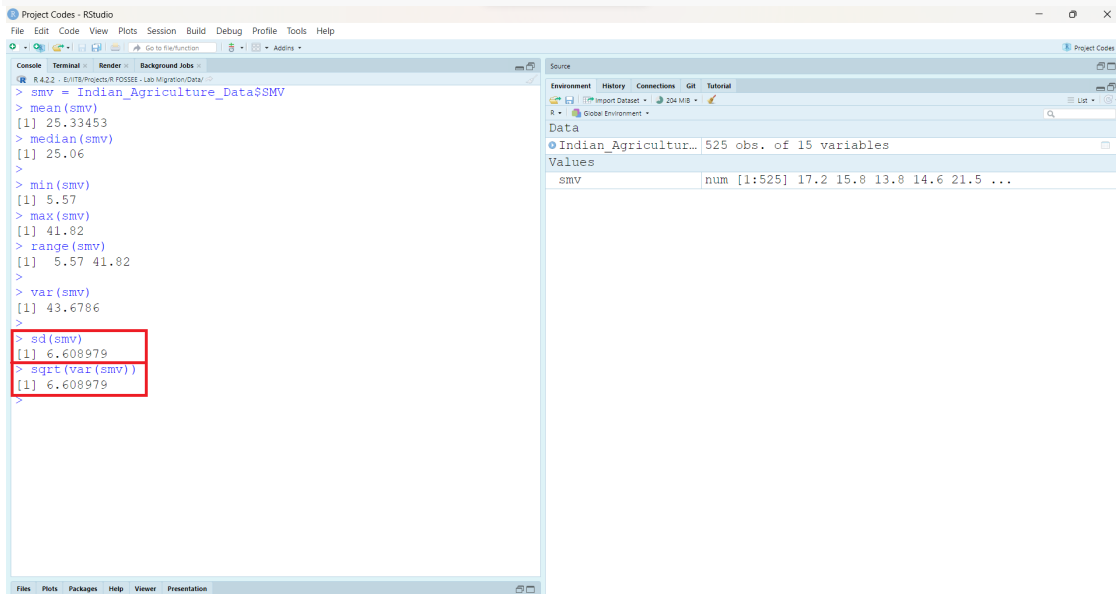 Project Codes - RStudio
File Edit Code View Plots Session Build Debug Profile Tools Help
Go to file/function Addins
Project Codes
Console Terminal Render Background Jobs
R 4.2.2 · E:/IITB/Projects/R FOSSEE - Lab Migration/Data/
> smv = Indian_Agriculture_Data$SMV
> mean(smv)
[1] 25.33453
> median(smv)
[1] 25.06
>
> min(smv)
[1] 5.57
> max(smv)
[1] 41.82
> range(smv)
[1]  5.57 41.82
>
> var(smv)
[1] 43.6786
>
> sd(smv)
[1] 6.608979
> sqrt(var(smv))
[1] 6.608979
>
Files Plots Packages Help Viewer Presentation
Source
Environment History Connections Git Tutorial
Import Dataset 204 MiB List
R Global Environment
Data
Indian_Agricultur... 525 obs. of 15 variables
Values
smv num [1:525] 17.2 15.8 13.8 14.6 21.5 ...